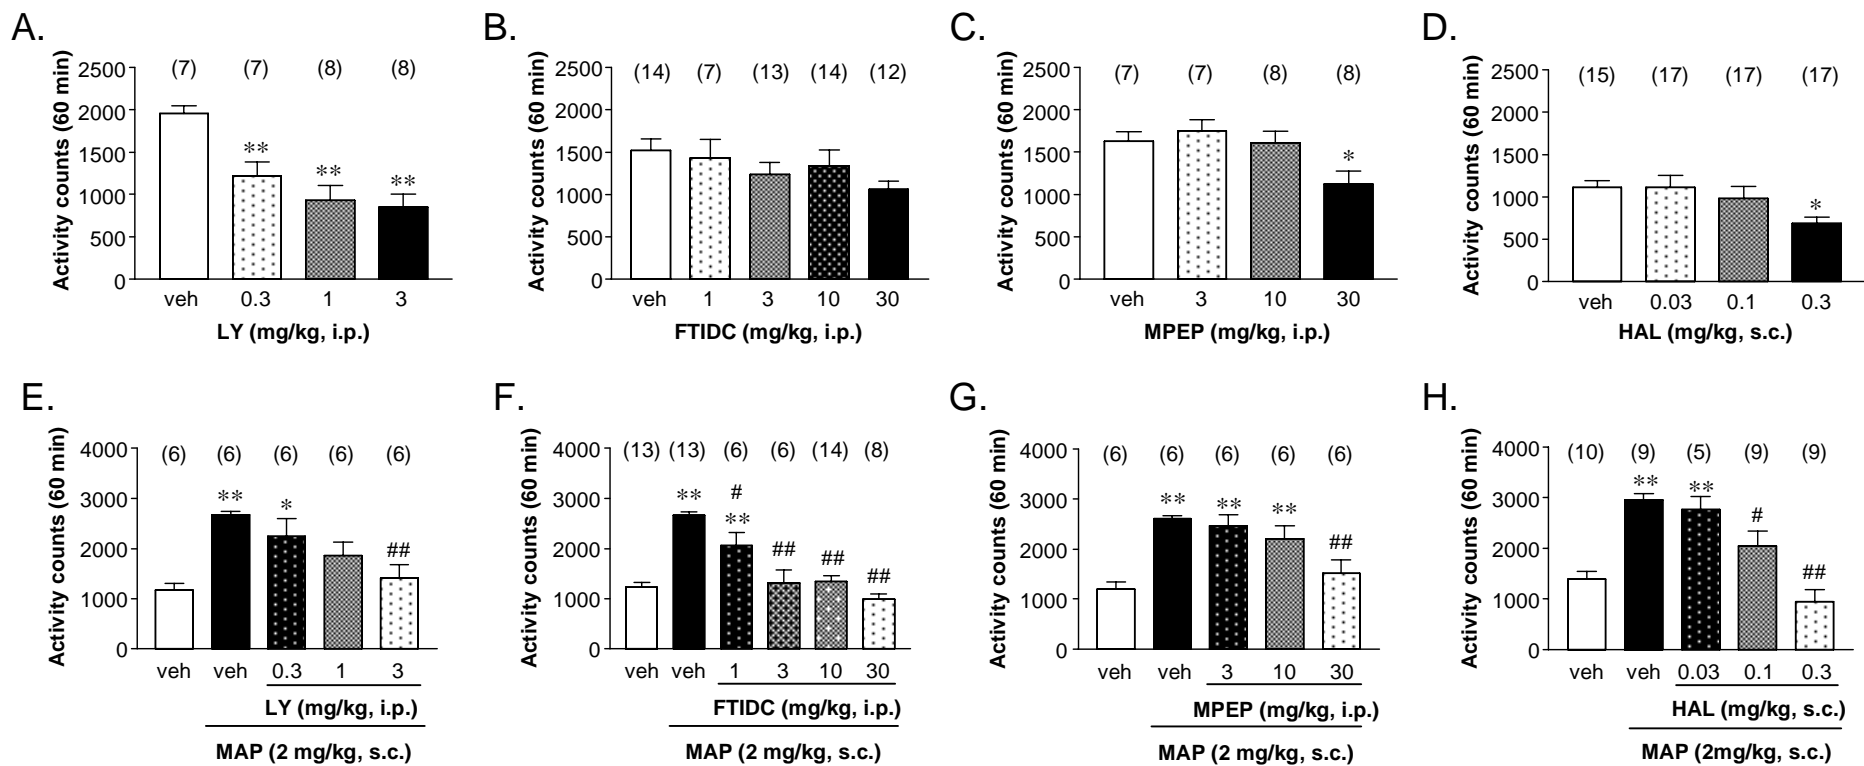 A.
Activity counts (60 min)
2500
2000
1500
1000
500
0
(7) (7) (8) (8)
** ** **
veh 0.3 1 3
LY (mg/kg, i.p.)
B.
Activity counts (60 min)
2500
2000
1500
1000
500
0
(14) (7) (13) (14) (12)
veh 1 3 10 30
FTIDC (mg/kg, i.p.)
C.
Activity counts (60 min)
2500
2000
1500
1000
500
0
(7) (7) (8) (8)
*
veh 3 10 30
MPEP (mg/kg, i.p.)
D.
Activity counts (60 min)
2500
2000
1500
1000
500
0
(15) (17) (17) (17)
*
veh 0.03 0.1 0.3
HAL (mg/kg, s.c.)
E.
Activity counts (60 min)
4000
3000
2000
1000
0
(6) (6) (6) (6) (6)
** * ##
veh veh 0.3 1 3
LY (mg/kg, i.p.)
MAP (2 mg/kg, s.c.)
F.
Activity counts (60 min)
4000
3000
2000
1000
0
(13) (13) (6) (6) (14) (8)
#
** ** ## ## ##
veh veh 1 3 10 30
FTIDC (mg/kg, i.p.)
MAP (2 mg/kg, s.c.)
G.
Activity counts (60 min)
4000
3000
2000
1000
0
(6) (6) (6) (6) (6)
** ** ** ##
veh veh 3 10 30
MPEP (mg/kg, i.p.)
MAP (2 mg/kg, s.c.)
H.
Activity counts (60 min)
4000
3000
2000
1000
0
(10) (9) (5) (9) (9)
** ** # ##
veh veh 0.03 0.1 0.3
HAL (mg/kg, s.c.)
MAP (2mg/kg, s.c.)